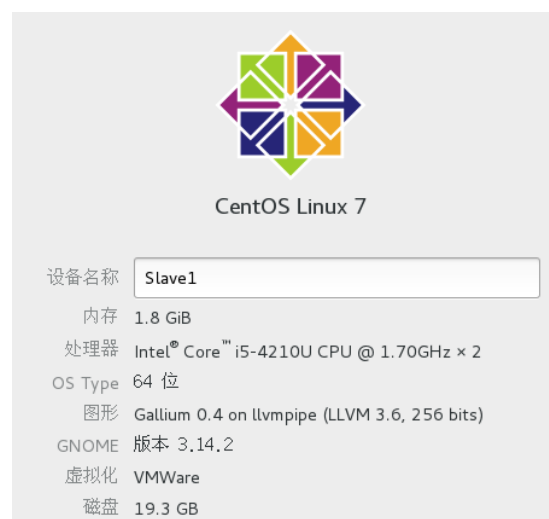 CentOS Linux 7
设备名称 Slave1
内存 1.8 GiB
处理器 Intel® Core™ i5-4210U CPU @ 1.70GHz × 2
OS Type 64 位
图形 Gallium 0.4 on llvmpipe (LLVM 3.6, 256 bits)
GNOME 版本 3.14.2
虚拟化 VMWare
磁盘 19.3 GB